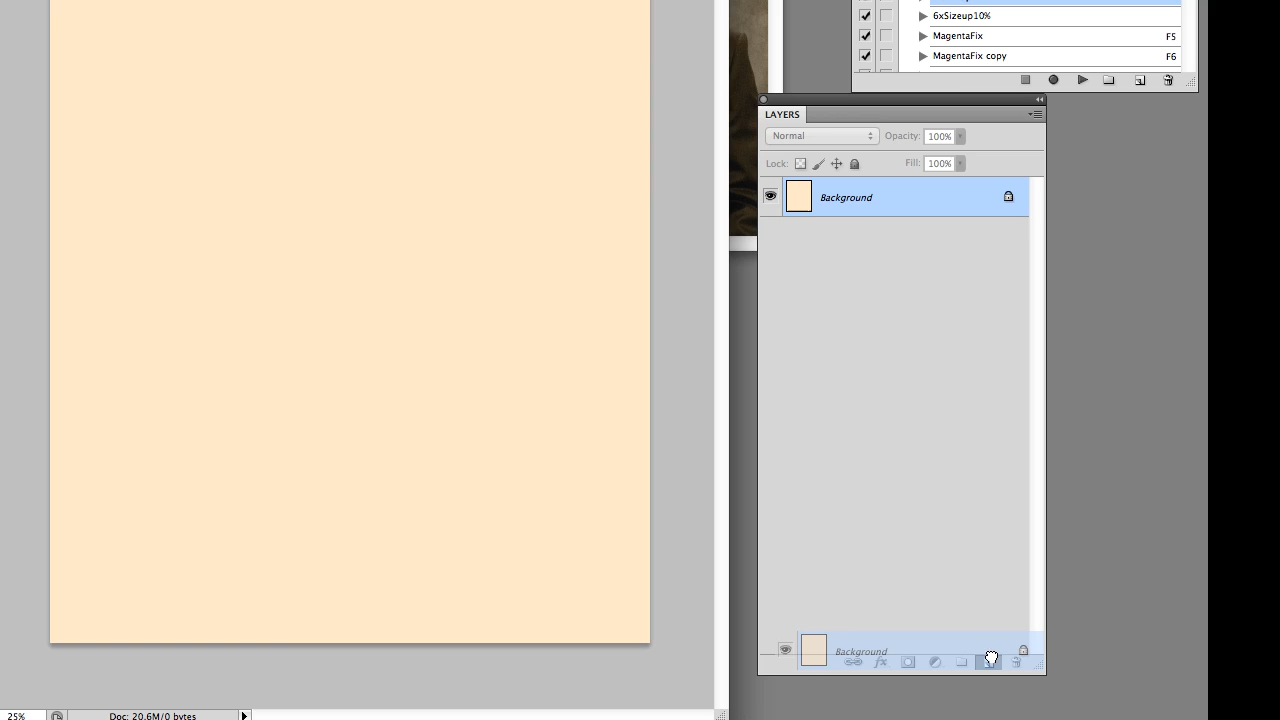 6xSizeup10%
MagentaFix F5
MagentaFix copy F6
LAYERS
Normal Opacity: 100%
Lock: Fill: 100%
Background
Background
fx
25% Doc: 20.6M/0 bytes